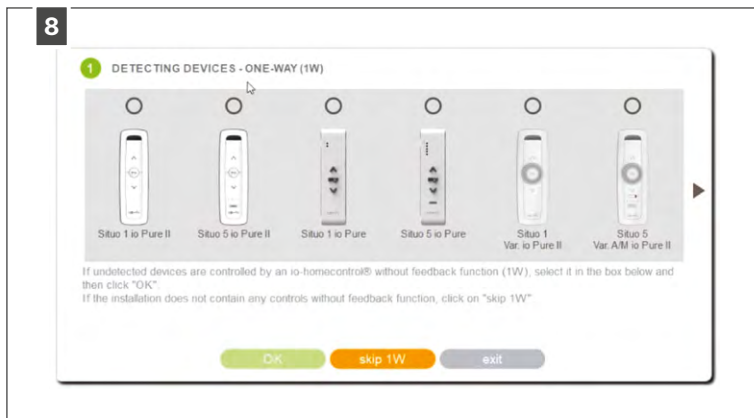 8
1 DETECTING DEVICES - ONE-WAY (1W)
Situo 1 io Pure II Situo 5 io Pure II Situo 1 io Pure Situo 5 io Pure Situo 1 Situo 5
Var. io Pure II Var. A/M io Pure II
If undetected devices are controlled by an io-homecontrol® without feedback function (1W), select it in the box below and
then click "OK".
If the installation does not contain any controls without feedback function, click on "skip 1W"
OK skip 1W exit